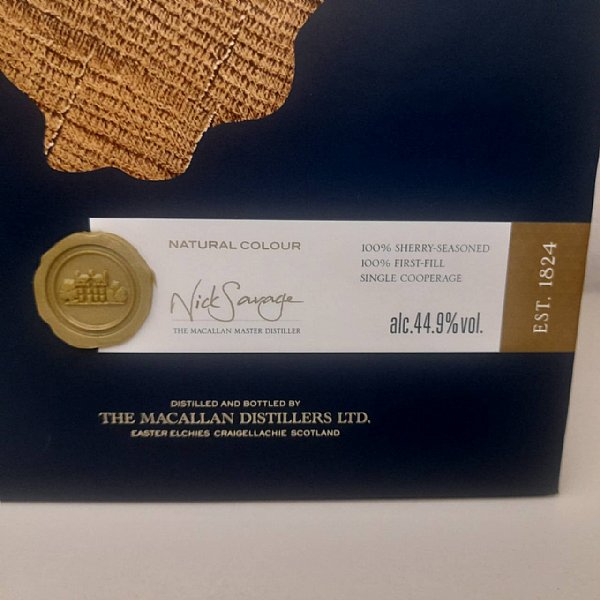 NATURAL COLOUR
Nick Savage
THE MACALLAN MASTER DISTILLER
100% SHERRY-SEASONED
100% FIRST-FILL
SINGLE COOPERAGE
alc.44.9%vol.
EST. 1824
DISTILLED AND BOTTLED BY
THE MACALLAN DISTILLERS LTD.
EASTER ELCHIES CRAIGELLACHIE SCOTLAND